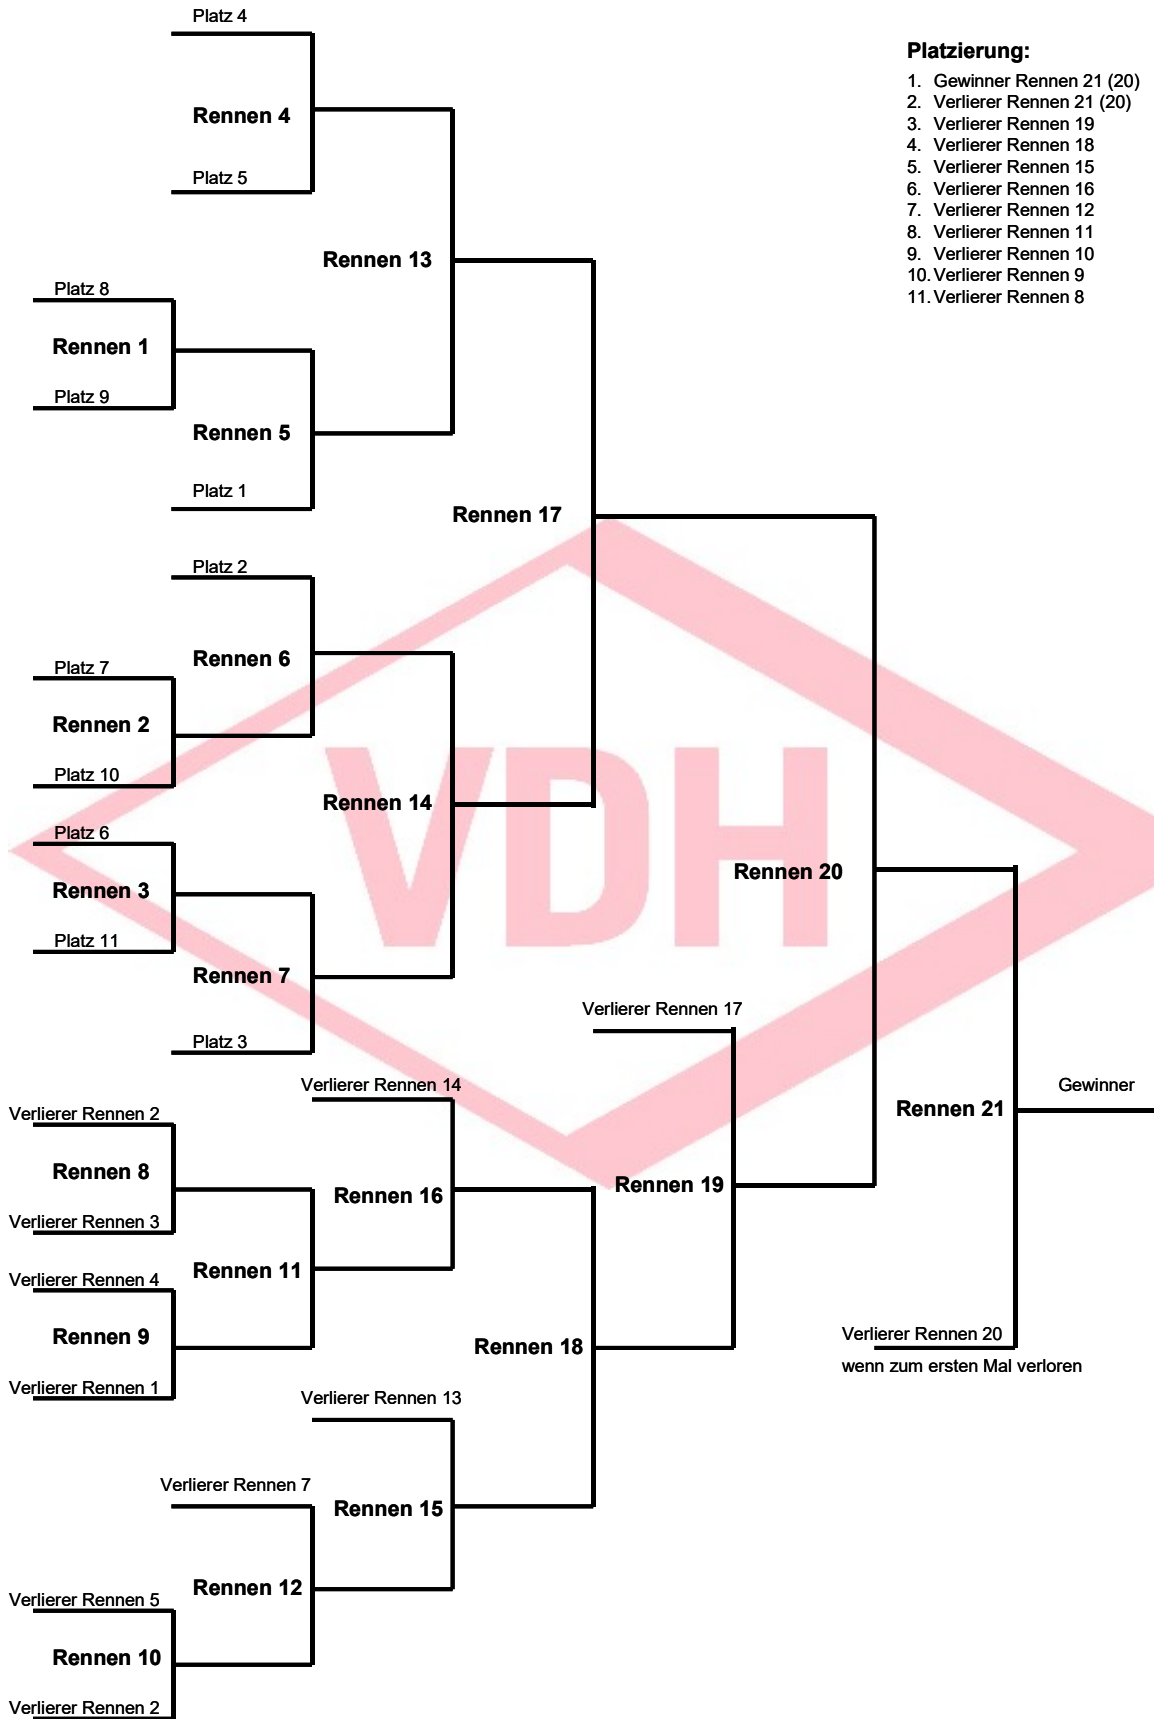 Platz 4
Platzierung:
1. Gewinner Rennen 21 (20)
2. Verlierer Rennen 21 (20)
3. Verlierer Rennen 19
4. Verlierer Rennen 18
5. Verlierer Rennen 15
6. Verlierer Rennen 16
7. Verlierer Rennen 12
8. Verlierer Rennen 11
9. Verlierer Rennen 10
10. Verlierer Rennen 9
11. Verlierer Rennen 8
Rennen 4
Platz 5
Rennen 13
Platz 8
Rennen 1
Platz 9
Rennen 5
Platz 1
Rennen 17
Platz 2
Rennen 6
Platz 7
Rennen 2
Platz 10
Rennen 14
VDH
Platz 6
Rennen 20
Rennen 3
Platz 11
Rennen 7
Verlierer Rennen 17
Platz 3
Verlierer Rennen 14
Gewinner
Verlierer Rennen 2
Rennen 21
Rennen 8
Rennen 19
Rennen 16
Verlierer Rennen 3
Rennen 11
Verlierer Rennen 4
Rennen 9
Verlierer Rennen 20
Rennen 18
wenn zum ersten Mal verloren
Verlierer Rennen 1
Verlierer Rennen 13
Verlierer Rennen 7
Rennen 15
Rennen 12
Verlierer Rennen 5
Rennen 10
Verlierer Rennen 2